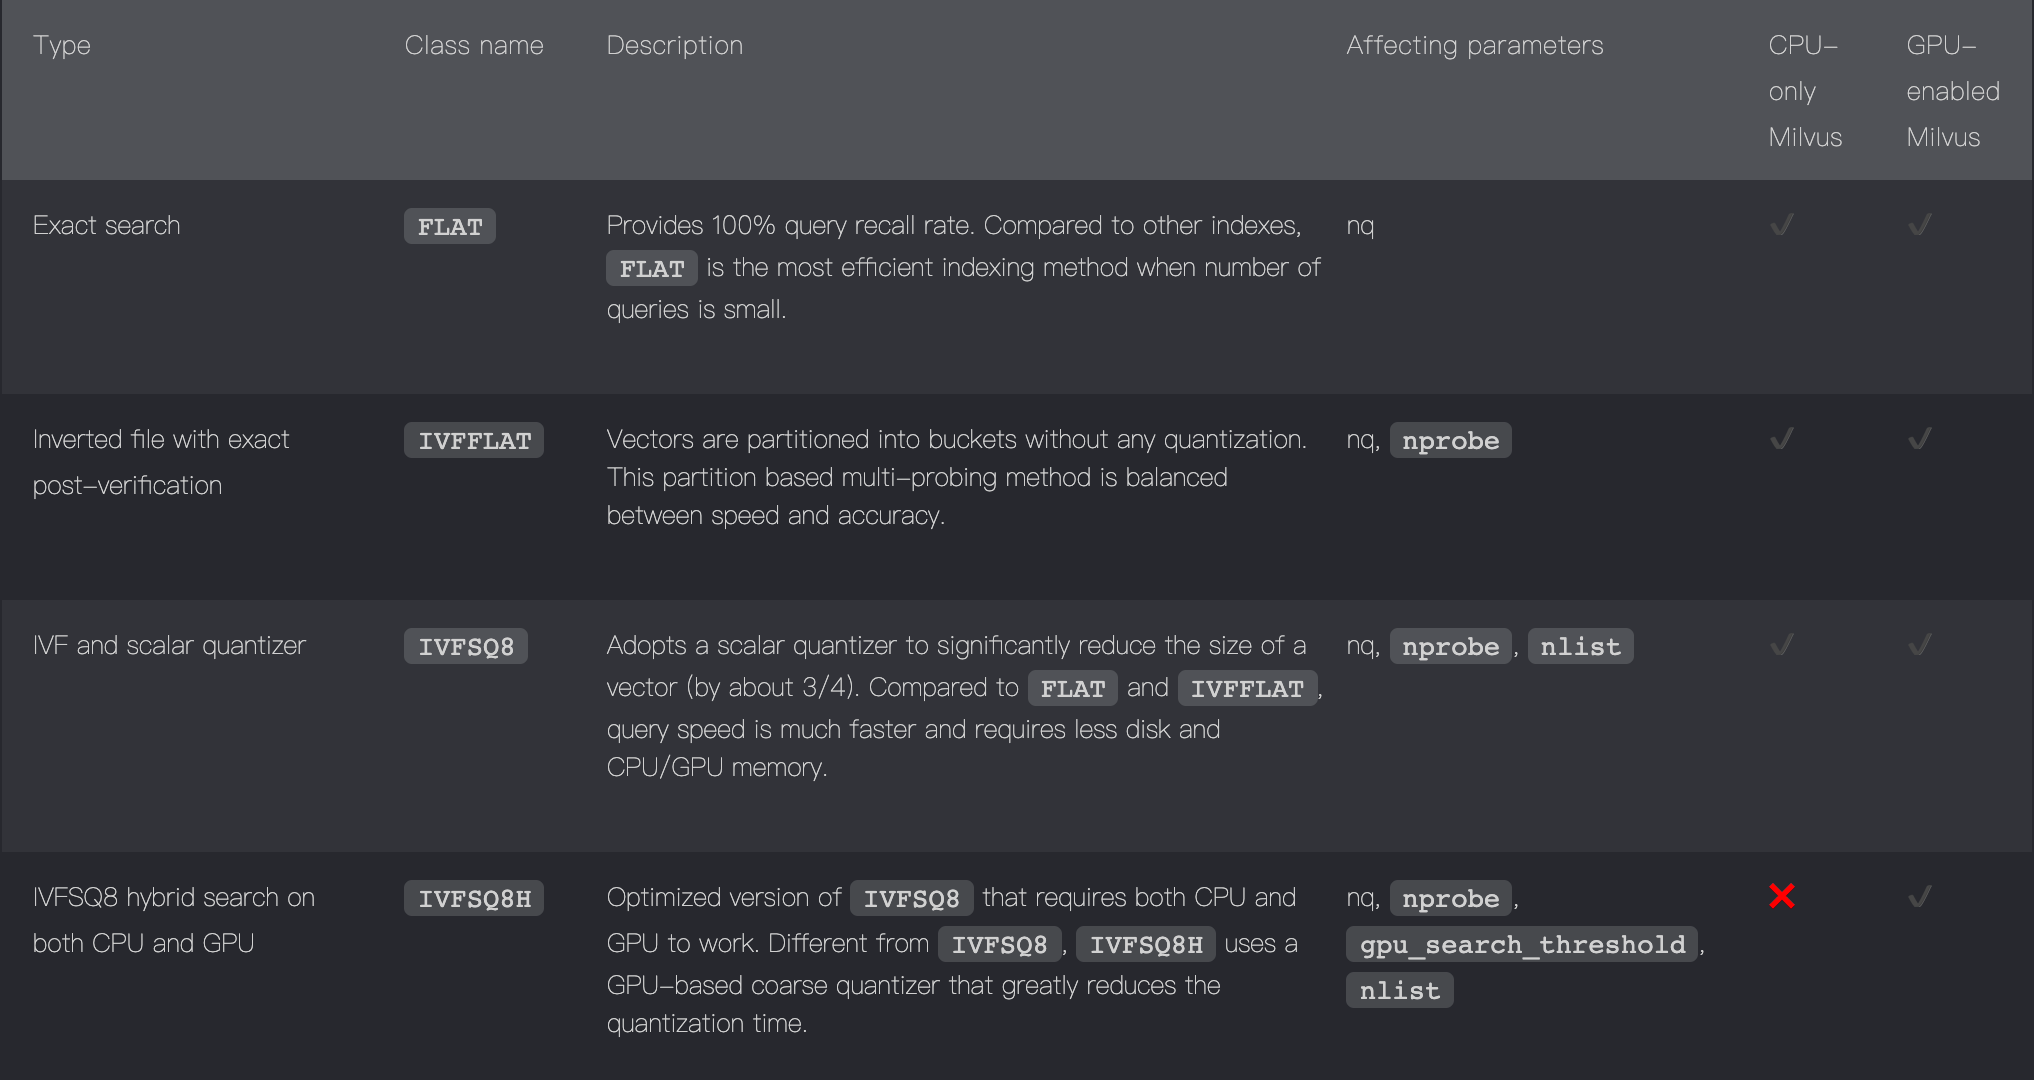 Type Class name Description Affecting parameters CPU- GPU-
only enabled
Milvus Milvus
Exact search FLAT Provides 100% query recall rate. Compared to other indexes, nq
FLAT is the most efficient indexing method when number of
queries is small.
Inverted file with exact IVFFLAT Vectors are partitioned into buckets without any quantization. nq, nprobe
post-verification This partition based multi-probing method is balanced
between speed and accuracy.
IVF and scalar quantizer IVFSQ8 Adopts a scalar quantizer to significantly reduce the size of a nq, nprobe, nlist
vector (by about 3/4). Compared to FLAT and IVFFLAT,
query speed is much faster and requires less disk and
CPU/GPU memory.
IVFSQ8 hybrid search on IVFSQ8H Optimized version of IVFSQ8 that requires both CPU and nq, nprobe,
both CPU and GPU GPU to work. Different from IVFSQ8, IVFSQ8H uses a gpu_search_threshold,
GPU-based coarse quantizer that greatly reduces the nlist
quantization time.